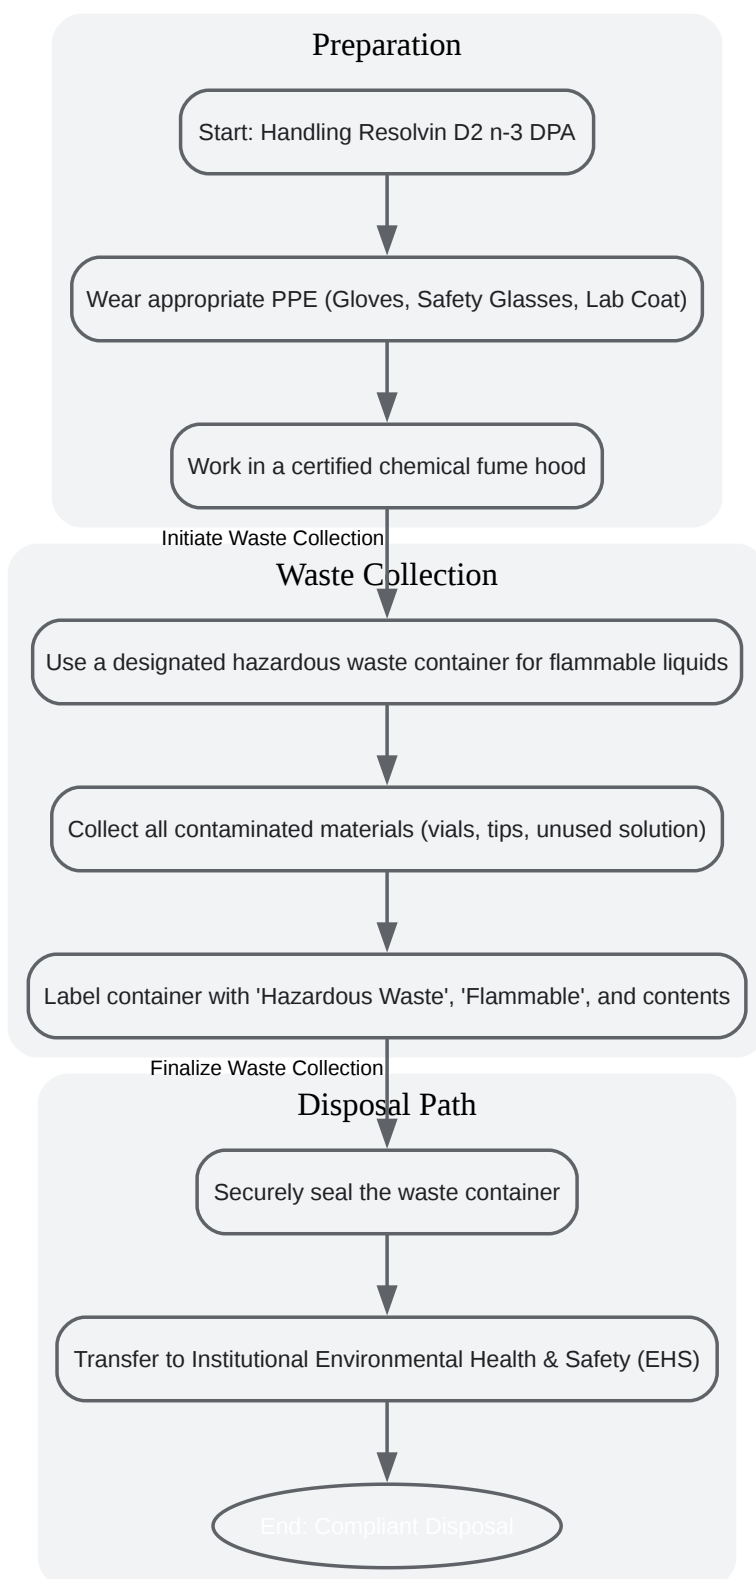 Preparation
Start: Handling Resolvin D2 n-3 DPA
Wear appropriate PPE (Gloves, Safety Glasses, Lab Coat)
Work in a certified chemical fume hood
Initiate Waste Collection
Waste Collection
Use a designated hazardous waste container for flammable liquids
Collect all contaminated materials (vials, tips, unused solution)
Label container with 'Hazardous Waste', 'Flammable', and contents
Finalize Waste Collection
Disposal Path
Securely seal the waste container
Transfer to Institutional Environmental Health & Safety (EHS)
End: Compliant Disposal